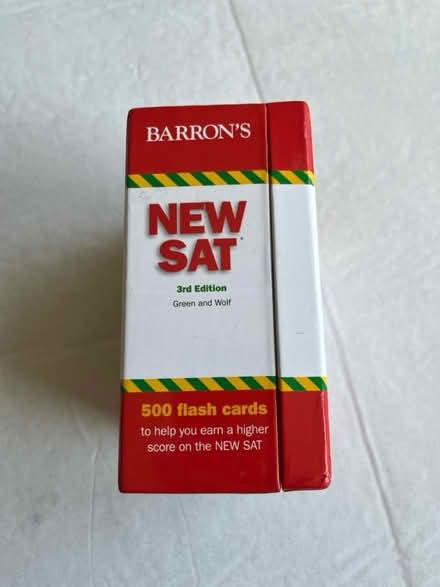 BARRON'S
NEW
SAT*
3rd Edition
Green and Wolf
500 flash cards
to help you earn a higher
score on the NEW SAT